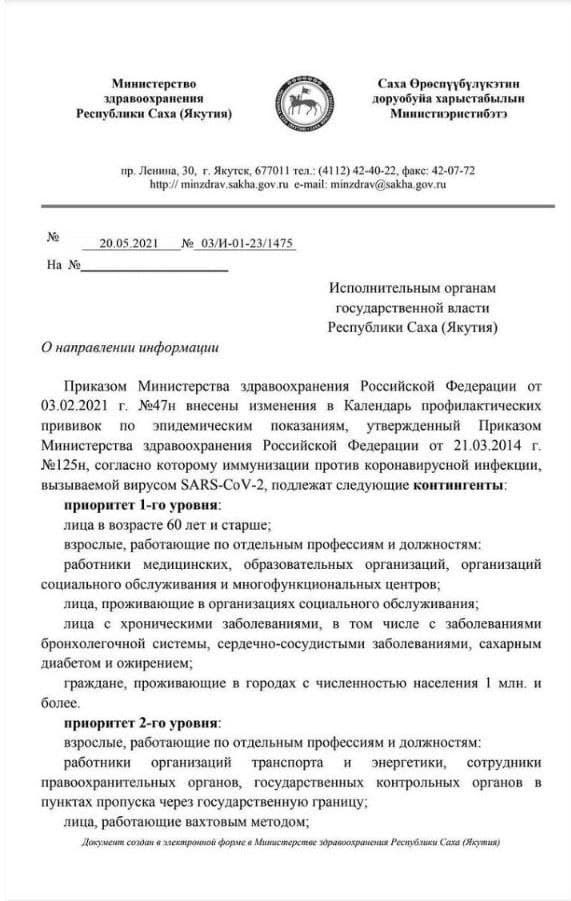 Министерство
здравоохранения
Республики Саха (Якутия)
Саха Өрөспүүбүлүкэтин
доруобуйа харыстабылын
Министиэристибэтэ
пр. Ленина, 30, г. Якутск, 677011 тел.: (4112) 42-40-22, факс: 42-07-72
http:// minzdrav.sakha.gov.ru e-mail: minzdrav@sakha.gov.ru
№ 20.05.2021 № 03/И-01-23/1475
На №
Исполнительным органам
государственной власти
Республики Саха (Якутия)
О направлении информации
Приказом Министерства здравоохранения Российской Федерации от
03.02.2021 г. №47н внесены изменения в Календарь профилактических
прививок по эпидемическим показаниям, утвержденный Приказом
Министерства здравоохранения Российской Федерации от 21.03.2014 г.
№125н, согласно которому иммунизации против коронавирусной инфекции,
вызываемой вирусом SARS-CoV-2, подлежат следующие контингенты:
приоритет 1-го уровня:
лица в возрасте 60 лет и старше;
взрослые, работающие по отдельным профессиям и должностям:
работники медицинских, образовательных организаций, организаций
социального обслуживания и многофункциональных центров;
лица, проживающие в организациях социального обслуживания;
лица с хроническими заболеваниями, в том числе с заболеваниями
бронхолегочной системы, сердечно-сосудистыми заболеваниями, сахарным
диабетом и ожирением;
граждане, проживающие в городах с численностью населения 1 млн. и
более.
приоритет 2-го уровня:
взрослые, работающие по отдельным профессиям и должностям:
работники организаций транспорта и энергетики, сотрудники
правоохранительных органов, государственных контрольных органов в
пунктах пропуска через государственную границу;
лица, работающие вахтовым методом;
Документ создан в электронной форме в Министерстве здравоохранения Республики Саха (Якутия)